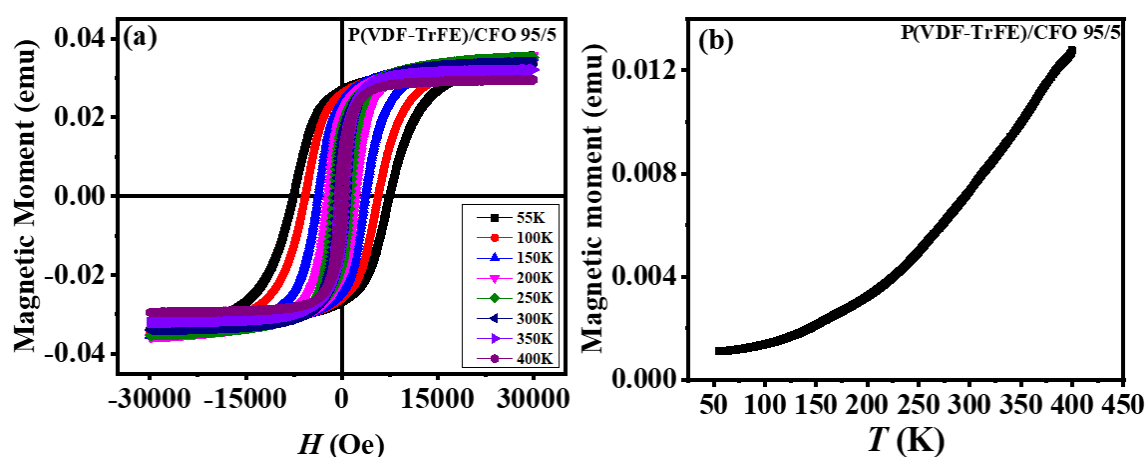 (a)
P(VDF-TrFE)/CFO 95/5
Magnetic Moment (emu)
0.04
0.02
0.00
-0.02
-0.04
55K
100K
150K
200K
250K
300K
350K
400K
-30000 -15000 0 15000 30000
H (Oe)
(b)
P(VDF-TrFE)/CFO 95/5
Magnetic moment (emu)
0.012
0.008
0.004
0.000
50 100 150 200 250 300 350 400 450
T (K)